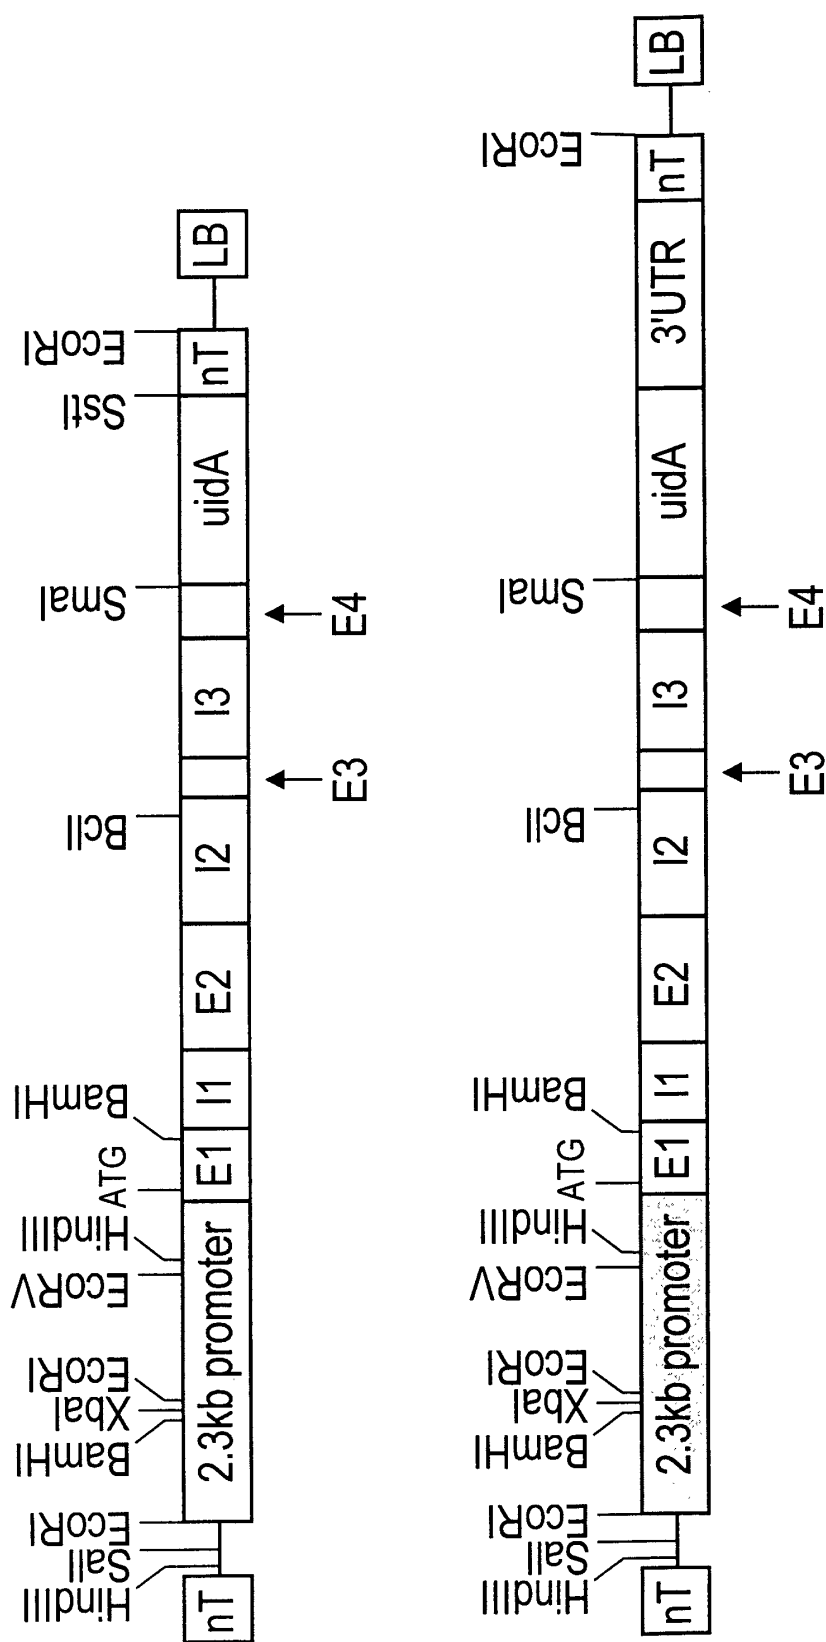 HindIII
SalI
EcoRI
BamHI
XbaI
EcoRI
EcoRV
HindIII
ATG
BamHI
BclI
SmaI
SstI
EcoRI
nT
2.3kb promoter
E1
I1
E2
I2
I3
uidA
nT
LB
E3
E4
HindIII
SalI
EcoRI
BamHI
XbaI
EcoRI
EcoRV
HindIII
ATG
BamHI
BclI
SmaI
EcoRI
nT
2.3kb promoter
E1
I1
E2
I2
I3
uidA
3'UTR
nT
LB
E3
E4